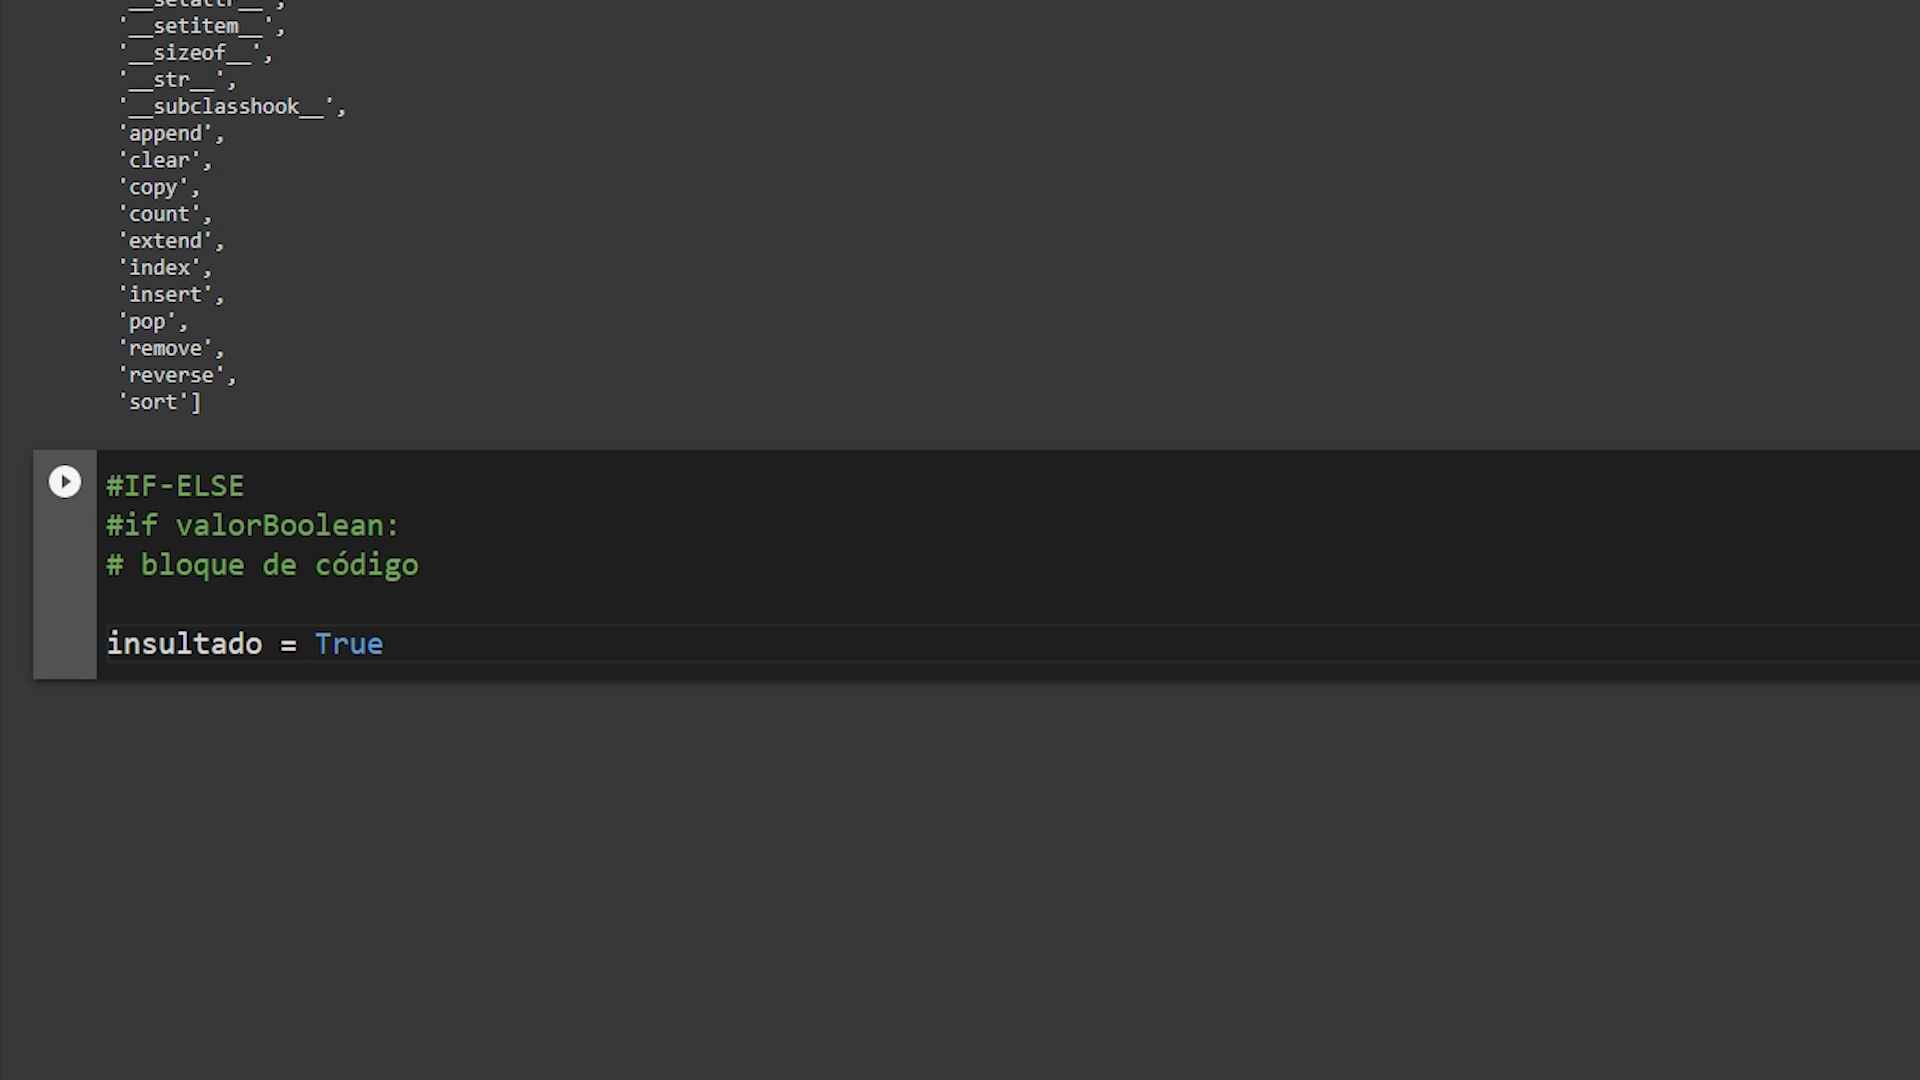 '__setattr__',
'__setitem__',
'__sizeof__',
'__str__',
'__subclasshook__',
'append',
'clear',
'copy',
'count',
'extend',
'index',
'insert',
'pop',
'remove',
'reverse',
'sort']
#IF-ELSE
#if valorBoolean:
# bloque de código
insultado = True